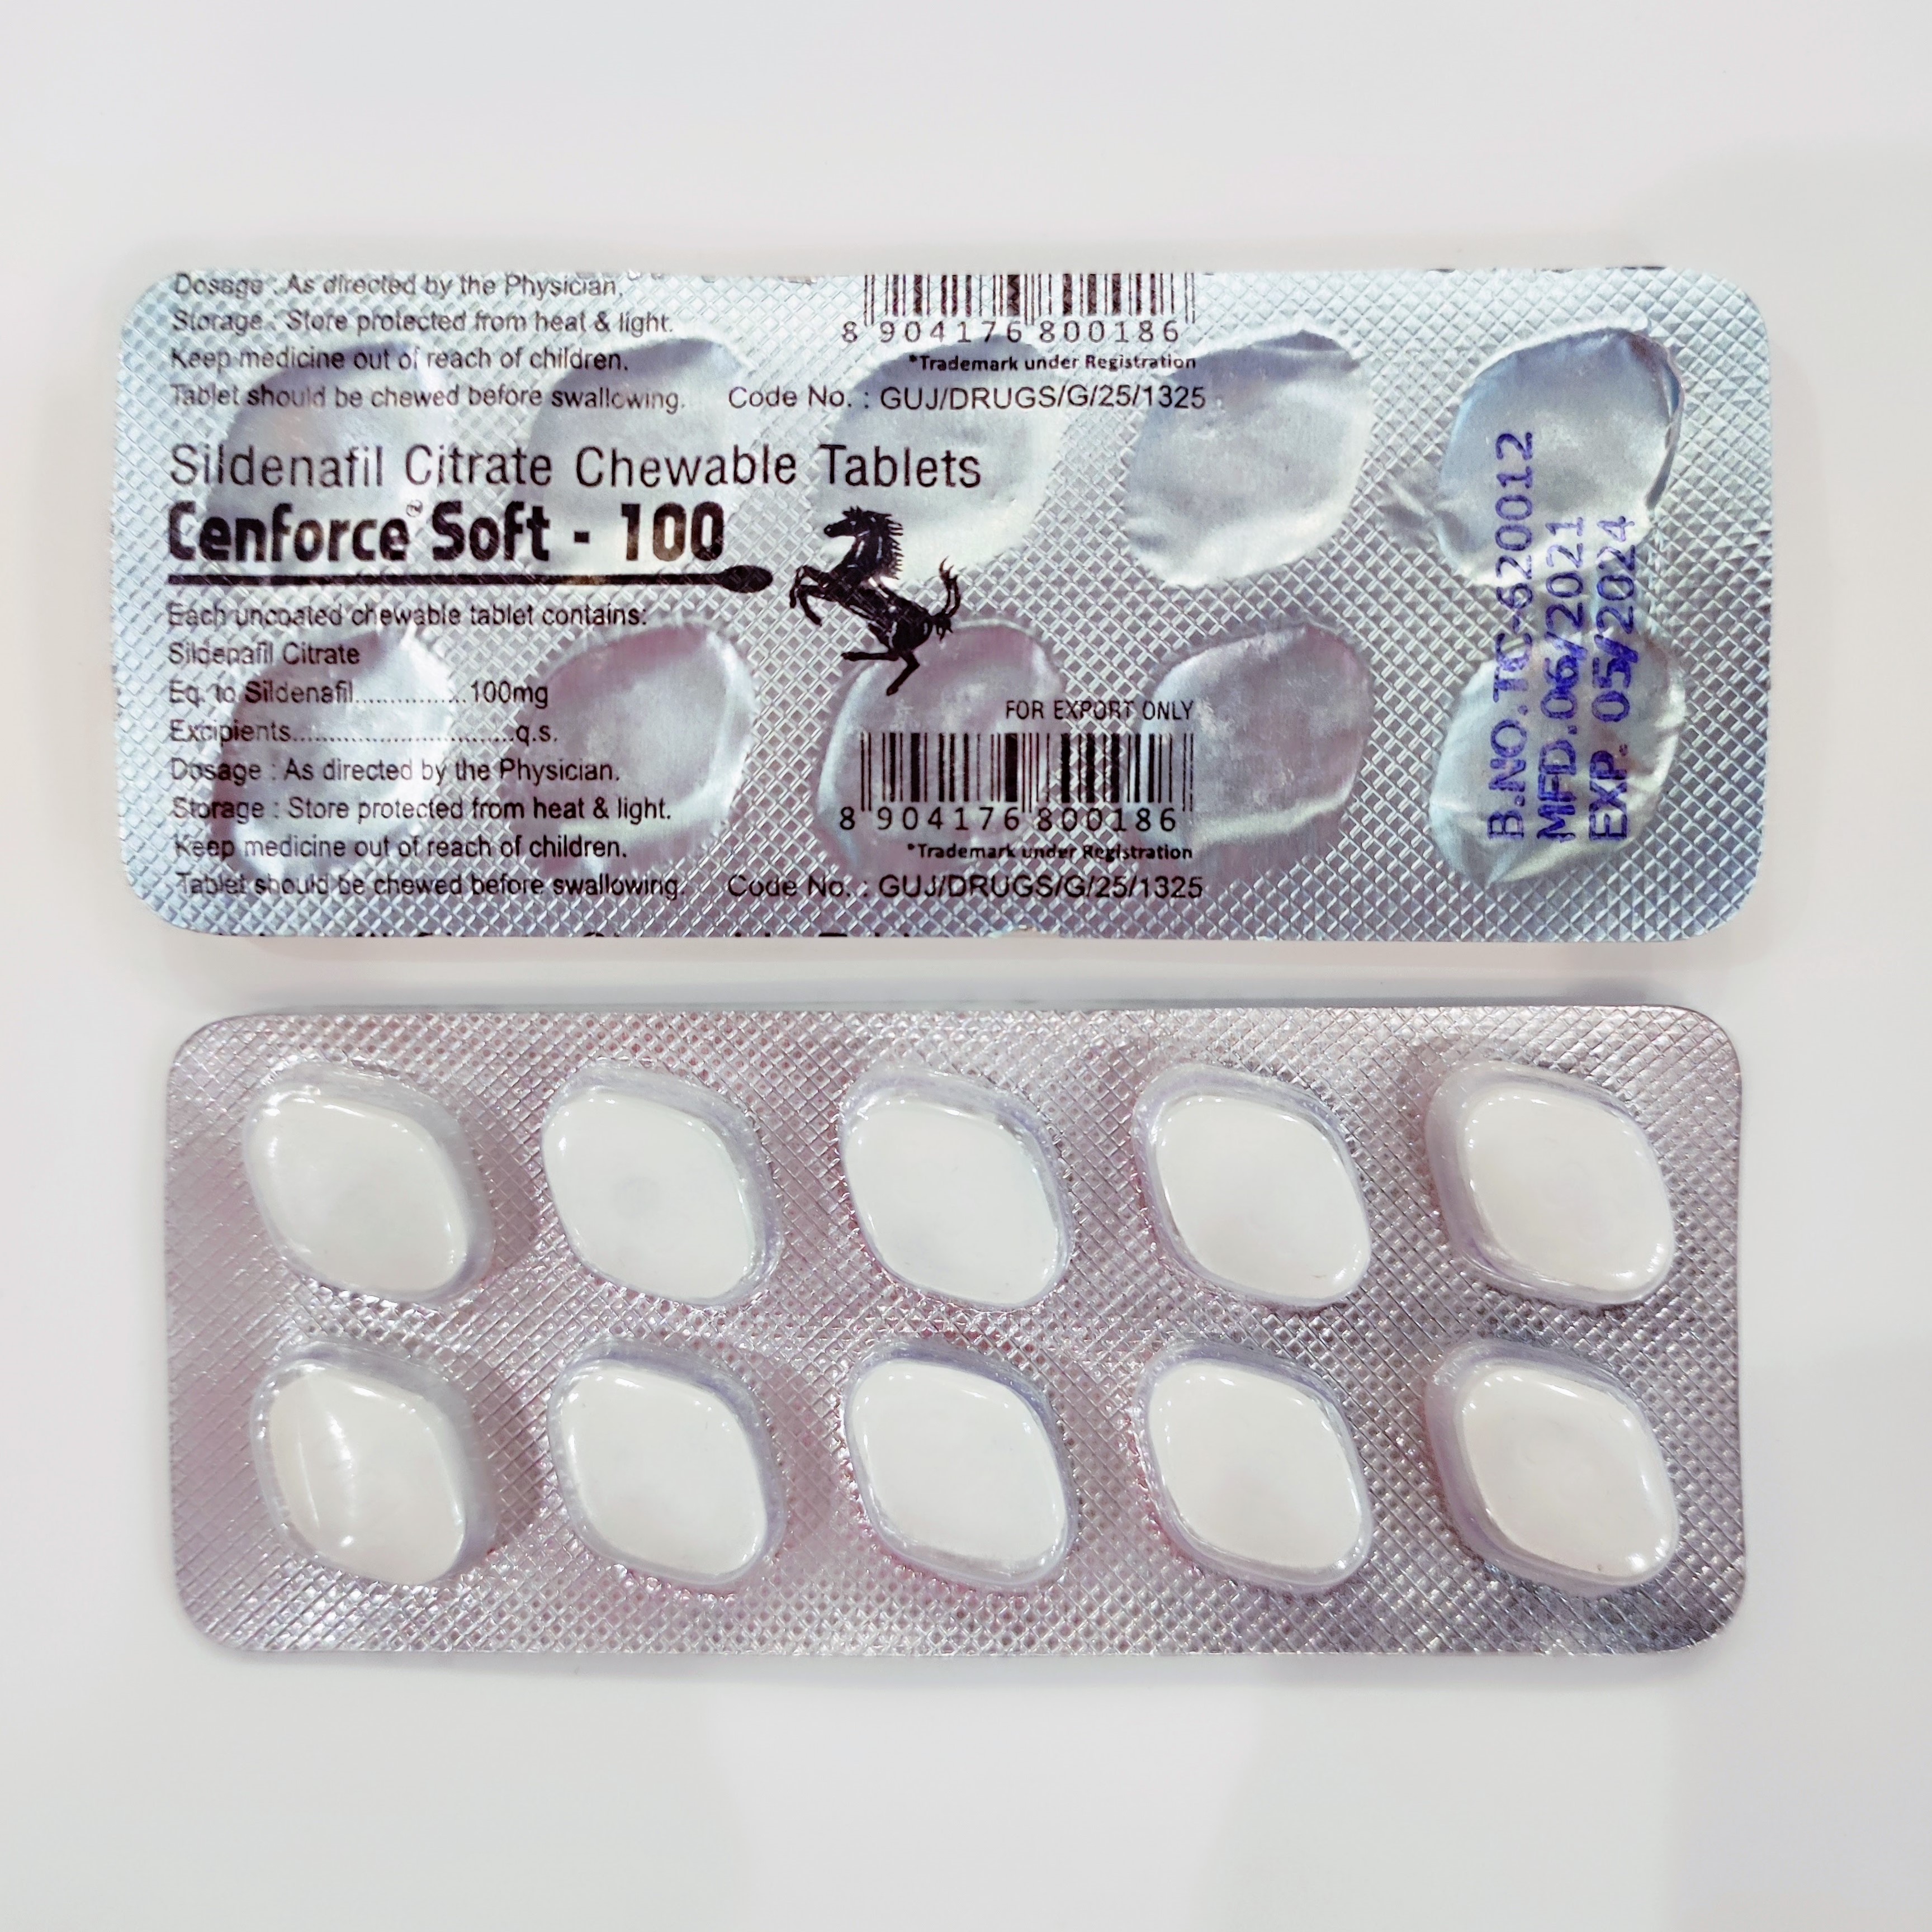 Dosage : As directed by the Physician.
Storage : Store protected from heat & light.
Keep medicine out of reach of children.
Tablet should be chewed before swallowing.
8 904176 800186
*Trademark under Registration
Code No. : GUJ/DRUGS/G/25/1325
Sildenafil Citrate Chewable Tablets
Cenforce™ Soft - 100
Each uncoated chewable tablet contains:
Sildenafil Citrate
Eq. to Sildenafil................100mg
Excipients...............................q.s.
Dosage : As directed by the Physician.
Storage : Store protected from heat & light.
Keep medicine out of reach of children.
Tablet should be chewed before swallowing.
FOR EXPORT ONLY
8 904176 800186
*Trademark under Registration
Code No. : GUJ/DRUGS/G/25/1325
B.NO.TC-620012
MFD.06/2021
EXP. 05/2024